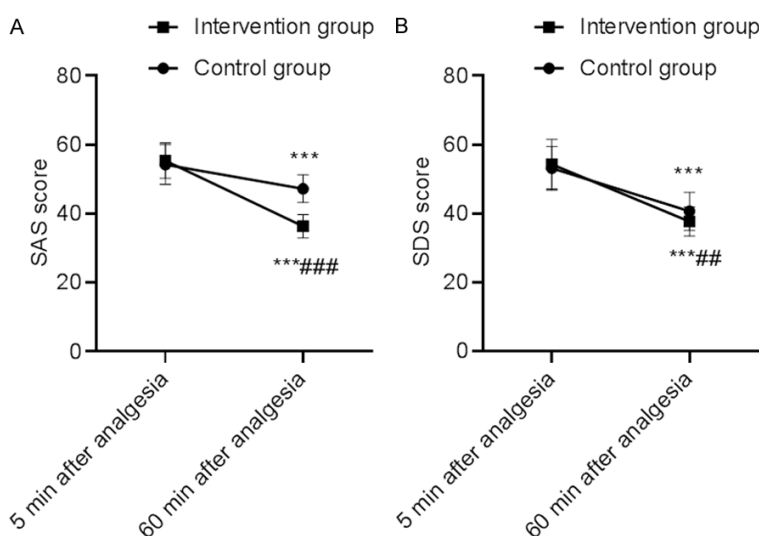 A
Intervention group
Control group
80
60
40
20
0
SAS score
***
***###
5 min after analgesia
60 min after analgesia
B
Intervention group
Control group
80
60
40
20
0
SDS score
***
***##
5 min after analgesia
60 min after analgesia